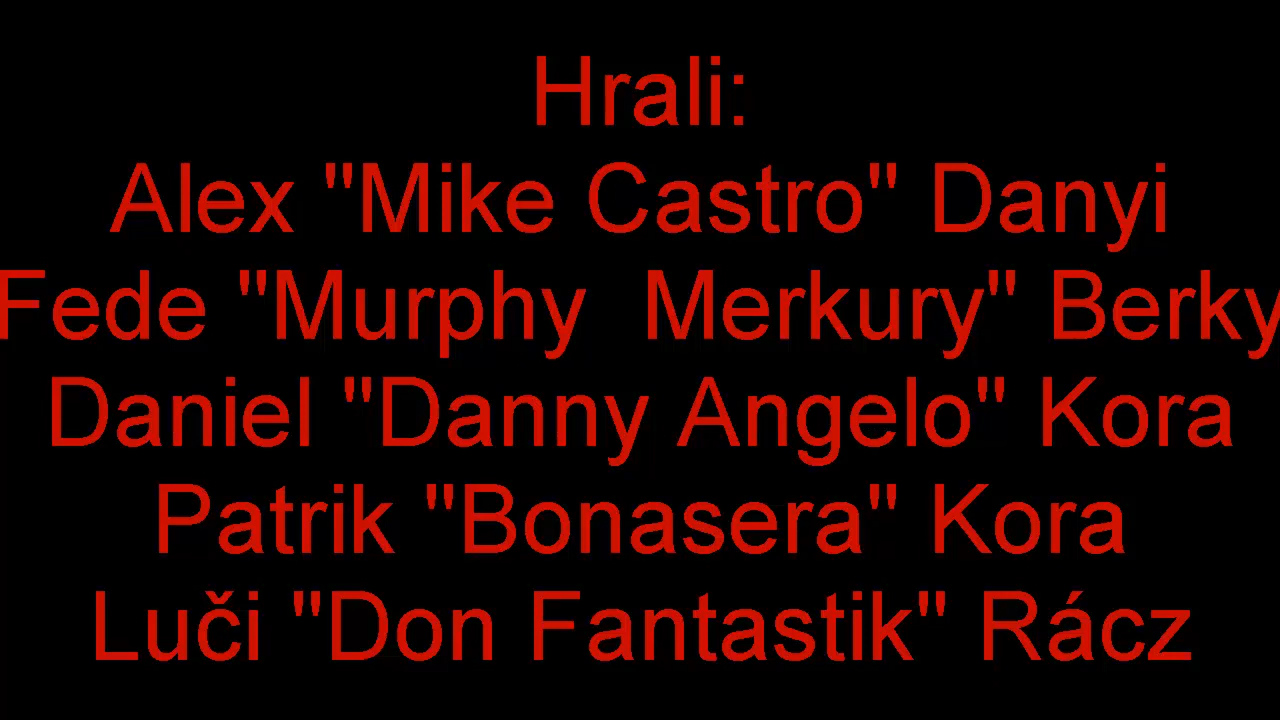 Hrali:
Alex "Mike Castro" Danyi
Fede "Murphy  Merkury" Berky
Daniel "Danny Angelo" Kora
Patrik "Bonasera" Kora
Luči "Don Fantastik" Rácz